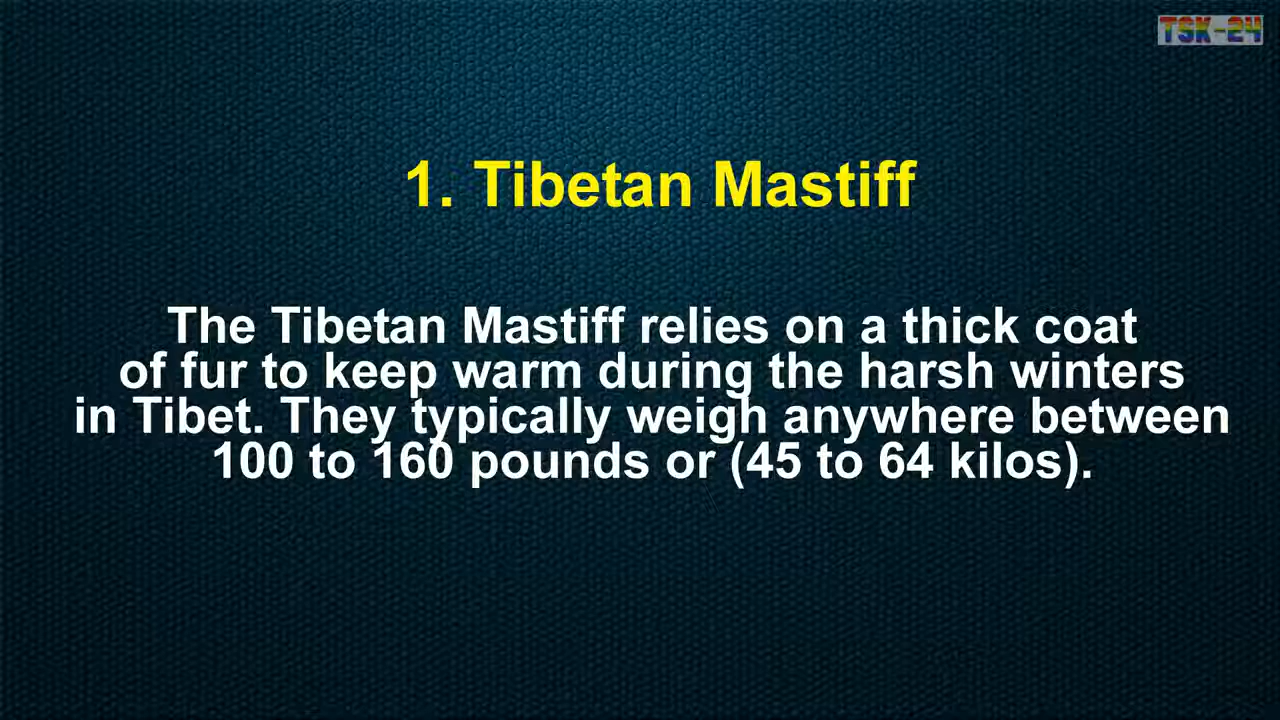 TSK-24
1. Tibetan Mastiff
The Tibetan Mastiff relies on a thick coat
of fur to keep warm during the harsh winters
in Tibet. They typically weigh anywhere between
100 to 160 pounds or (45 to 64 kilos).